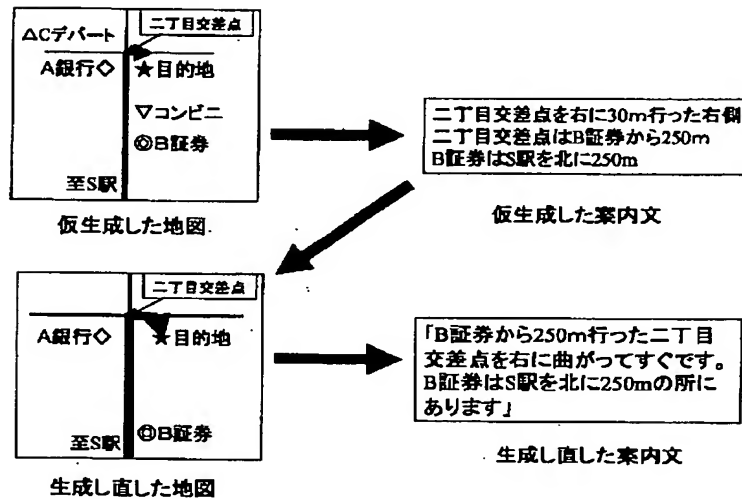 二丁目交差点
△Cデパート
A銀行◇
★目的地
▽コンビニ
◎B証券
至S駅
仮生成した地図
二丁目交差点を右に30m行った右側
二丁目交差点はB証券から250m
B証券はS駅を北に250m
仮生成した案内文
二丁目交差点
A銀行◇
★目的地
◎B証券
至S駅
生成し直した地図
「B証券から250m行った二丁目
交差点を右に曲がってすぐです。
B証券はS駅を北に250mの所に
あります」
生成し直した案内文